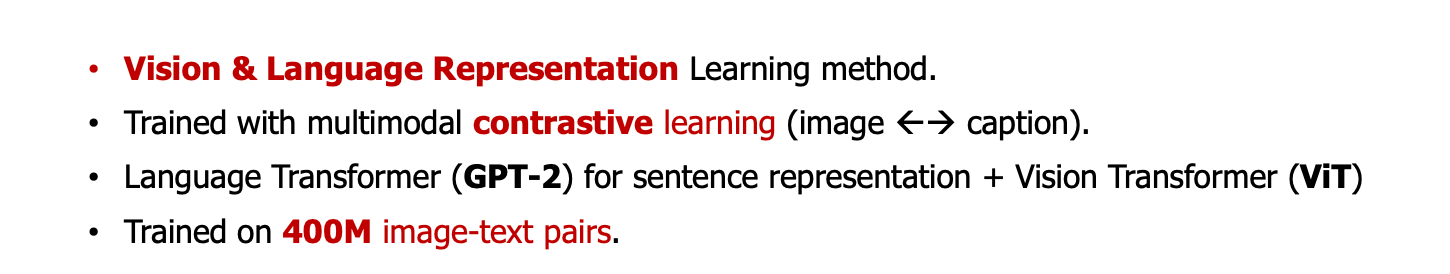 • Vision & Language Representation Learning method.
• Trained with multimodal contrastive learning (image ←→ caption).
• Language Transformer (GPT-2) for sentence representation + Vision Transformer (ViT)
• Trained on 400M image-text pairs.